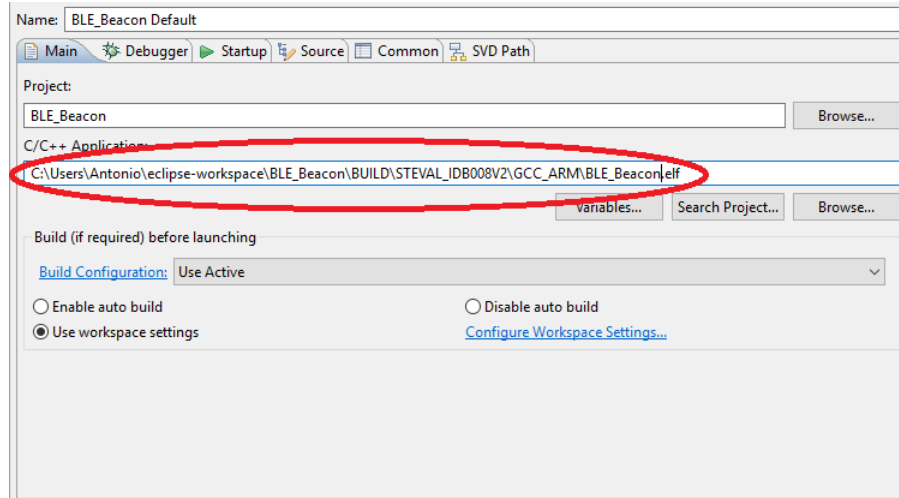 Name: BLE_Beacon Default
Main Debugger Startup Source Common SVD Path
Project:
BLE_Beacon Browse...
C/C++ Application:
C:\Users\Antonio\eclipse-workspace\BLE_Beacon\BUILD\STEVAL_IDB008V2\GCC_ARM\BLE_Beacon.elf
Variables... Search Project... Browse...
Build (if required) before launching
Build Configuration: Use Active
Enable auto build Disable auto build
Use workspace settings Configure Workspace Settings...